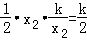 1/2 • x₂ • k/x₂ = k/2